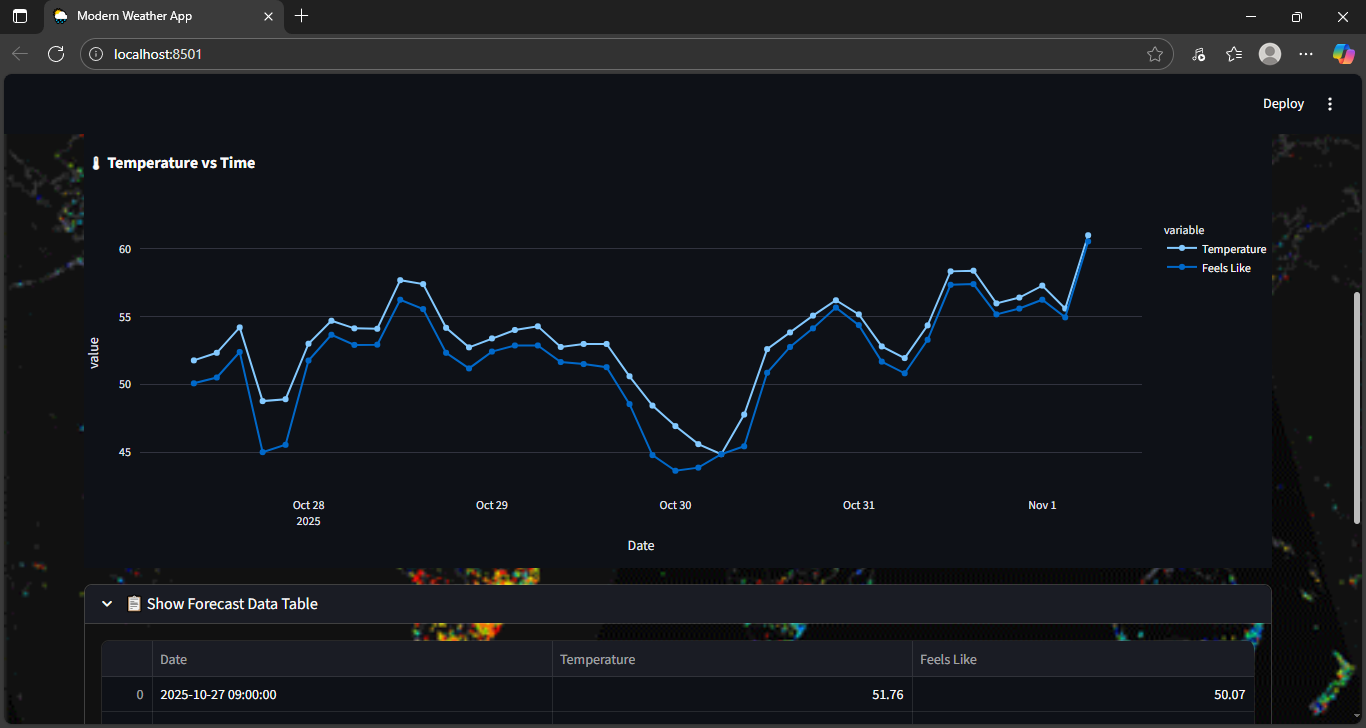 Modern Weather App
localhost:8501
Deploy
🌡 Temperature vs Time
variable
Temperature
Feels Like
value
60
55
50
45
Oct 28
2025
Oct 29
Oct 30
Oct 31
Nov 1
Date
📋 Show Forecast Data Table
Date Temperature Feels Like
0 2025-10-27 09:00:00 51.76 50.07